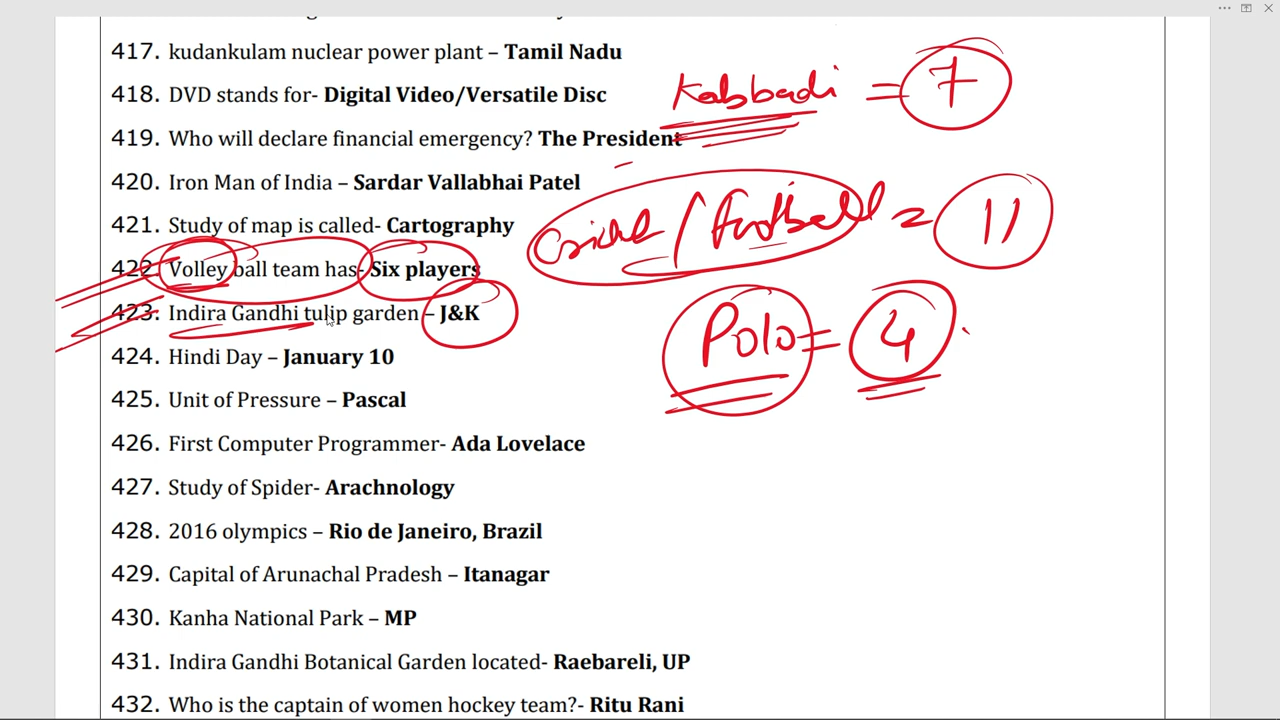 417. kudankulam nuclear power plant – Tamil Nadu
418. DVD stands for- Digital Video/Versatile Disc
Kabbadi = 7
419. Who will declare financial emergency? The President
420. Iron Man of India – Sardar Vallabhai Patel
421. Study of map is called- Cartography
Cricket / Football = 11
422. Volley ball team has- Six players
423. Indira Gandhi tulip garden – J&K
Polo = 4
424. Hindi Day – January 10
425. Unit of Pressure – Pascal
426. First Computer Programmer- Ada Lovelace
427. Study of Spider- Arachnology
428. 2016 olympics – Rio de Janeiro, Brazil
429. Capital of Arunachal Pradesh – Itanagar
430. Kanha National Park – MP
431. Indira Gandhi Botanical Garden located- Raebareli, UP
432. Who is the captain of women hockey team?- Ritu Rani